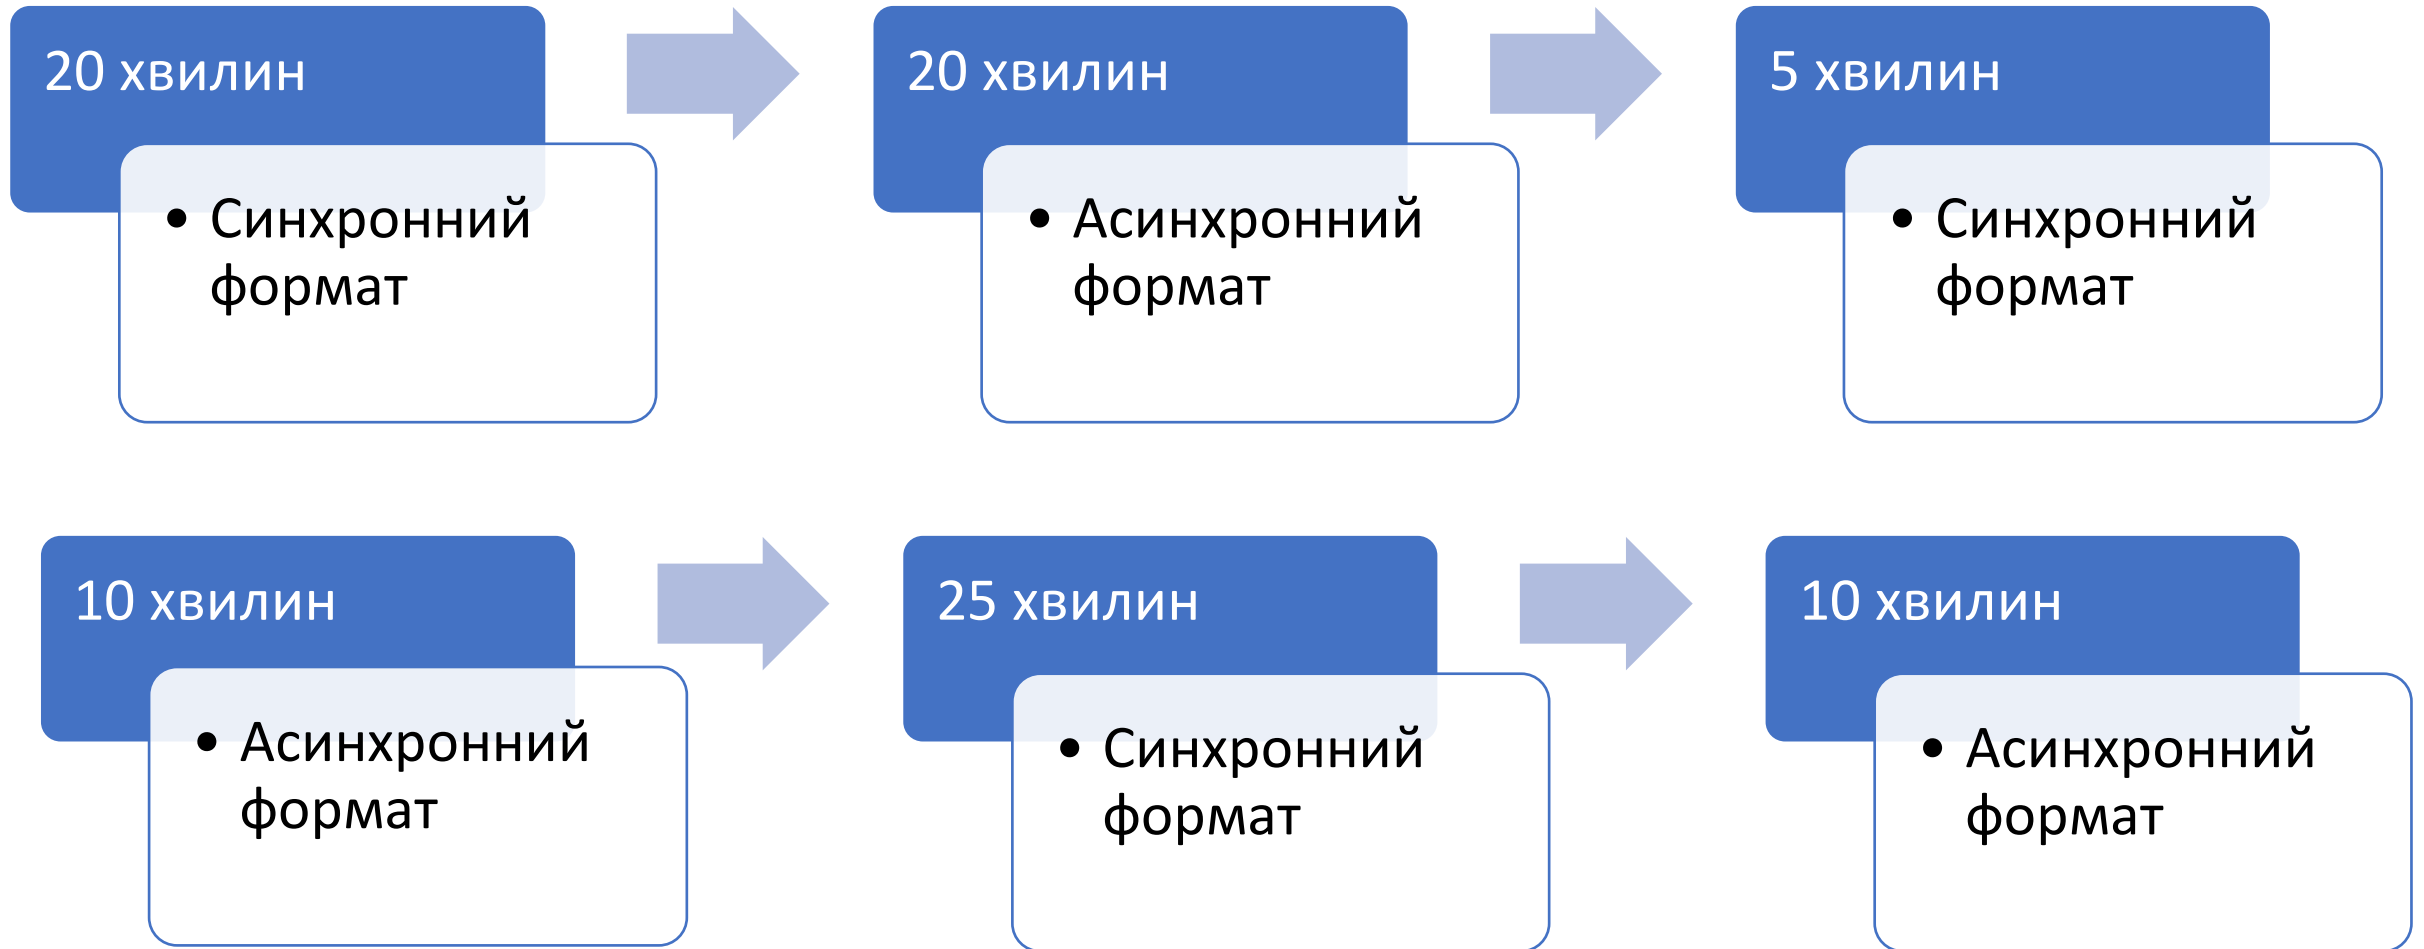 20 хвилин
• Синхронний
формат
20 хвилин
• Асинхронний
формат
5 хвилин
• Синхронний
формат
10 хвилин
• Асинхронний
формат
25 хвилин
• Синхронний
формат
10 хвилин
• Асинхронний
формат